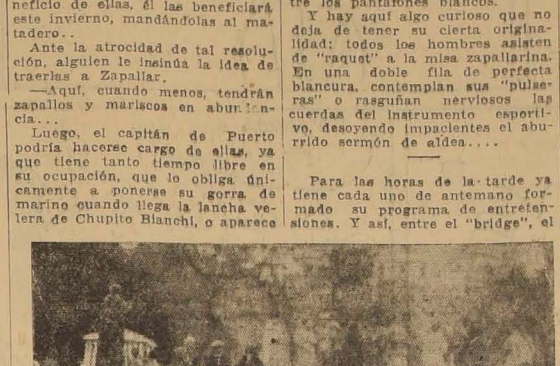 neficio de ellas, él las beneficiará
este invierno, mandándolas al ma-
tadero..
Ante la atrocidad de tal resolu-
ción, alguien le insinúa la idea de
traerlas a Zapallar.
—Aquí, cuando menos, tendrán
zapallos y mariscos en abundan-
cia...
Luego, el capitán de Puerto
podría hacerse cargo de ellas, ya
que tiene tanto tiempo libre en
su ocupación, que lo obliga úni-
camente a ponerse su gorra de
marino cuando llega la lancha ve-
lera de Chupito Bianchi, o aparece
tre los pantalones blancos.
Y hay aquí algo curioso que no
deja de tener su cierta origina-
lidad: todos los hombres asisten
de "raquet" a la misa zapallarina.
En una doble fila de perfecta
blancura, contemplan sus "pulse-
ras" o rasguñan nerviosos las
cuerdas del instrumento esporti-
vo, desoyendo impacientes el abu-
rrido sermón de aldea....
Para las horas de la tarde ya
tiene cada uno de antemano for-
mado su programa de entreten-
siones. Y así, entre el "bridge", el